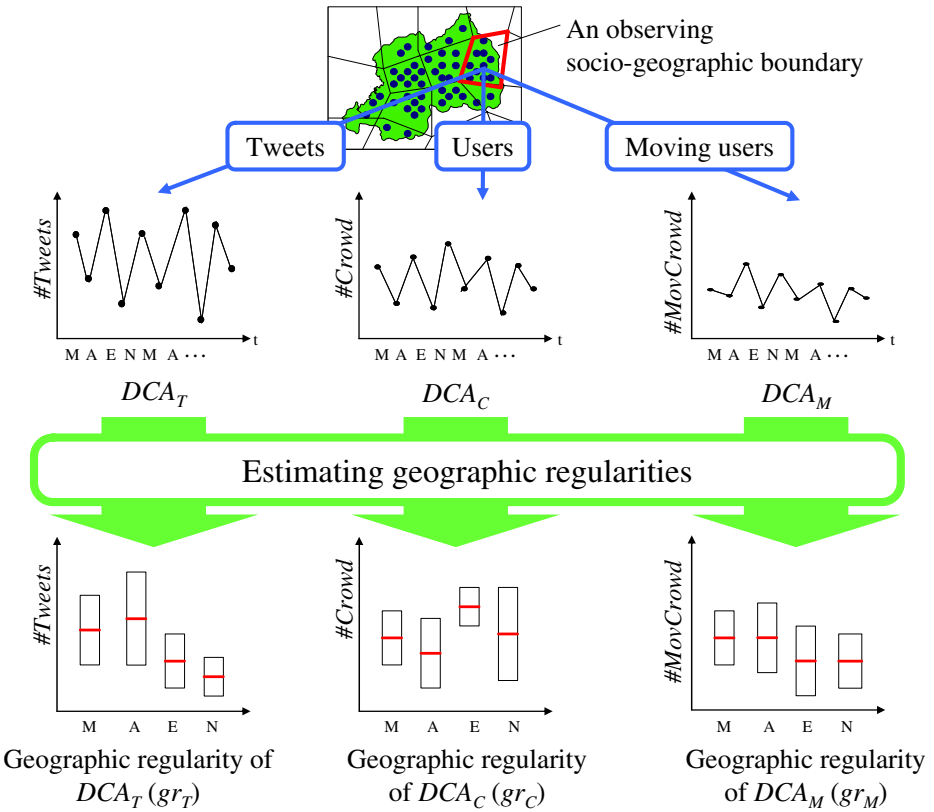 An observing
socio-geographic boundary
Tweets
Users
Moving users
#Tweets
t
M A E N M A ···
DCA_T
#Crowd
t
M A E N M A ···
DCA_C
#MovCrowd
t
M A E N M A ···
DCA_M
Estimating geographic regularities
#Tweets
M A E N
Geographic regularity of
DCA_T (gr_T)
#Crowd
M A E N
Geographic regularity
of DCA_C (gr_C)
#MovCrowd
M A E N
Geographic regularity
of DCA_M (gr_M)